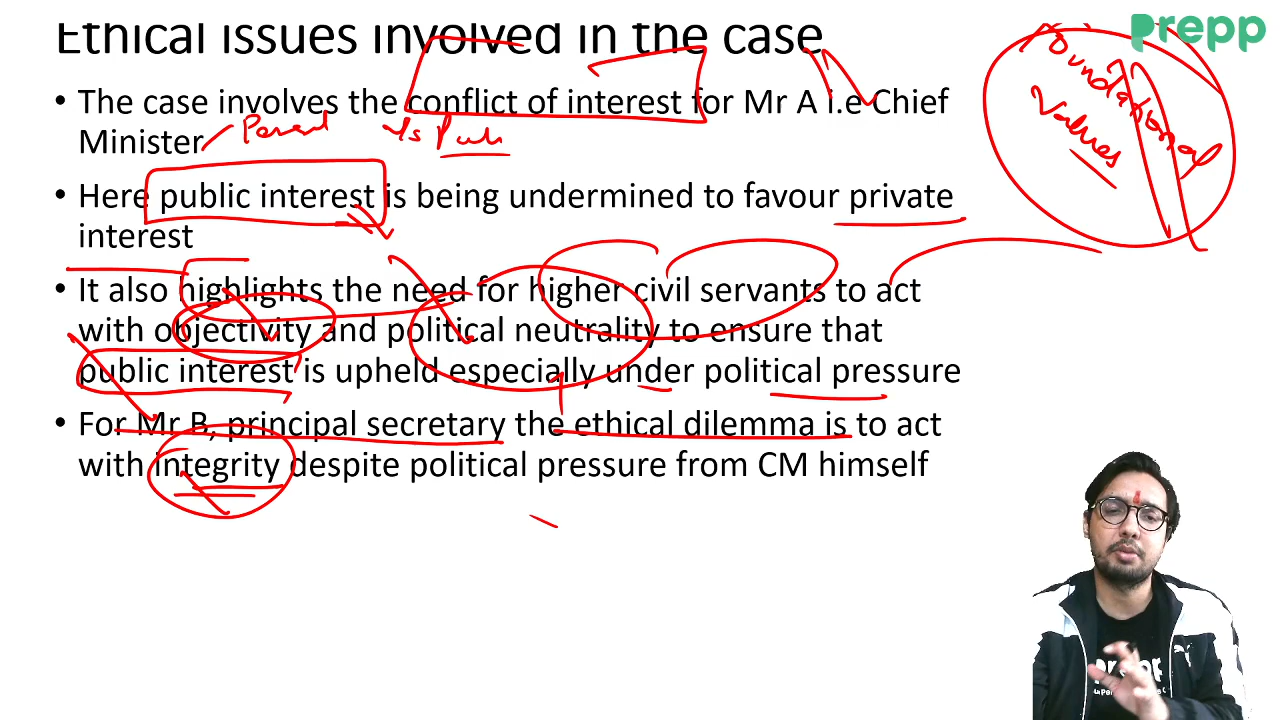 prepp
Ethical issues involved in the case
• The case involves the conflict of interest for Mr A i.e Chief
Minister
Vs Pub
• Here public interest is being undermined to favour private
interest
• It also highlights the need for higher civil servants to act
with objectivity and political neutrality to ensure that
public interest is upheld especially under political pressure
• For Mr B, principal secretary the ethical dilemma is to act
with integrity despite political pressure from CM himself
Foundational
Values
prepp